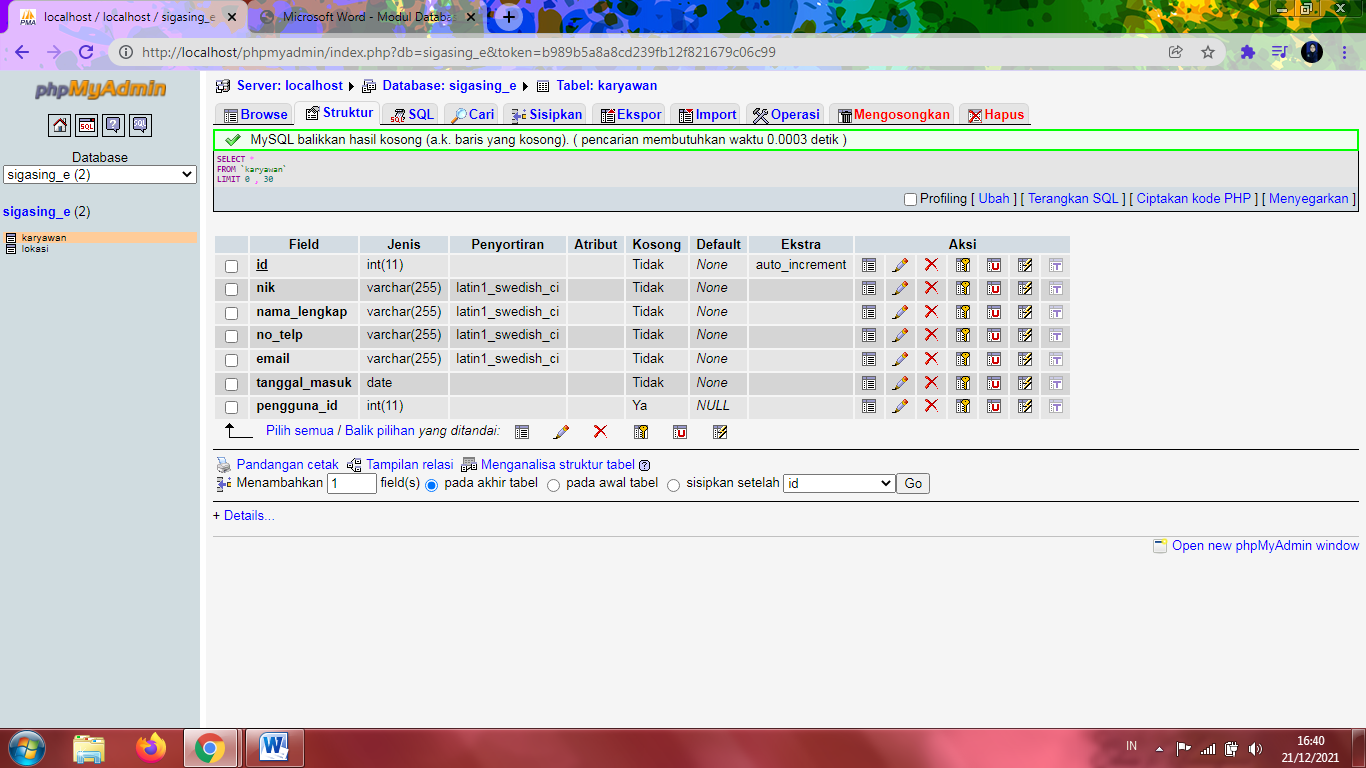 localhost / localhost / sigasing_e
Microsoft Word - Modul Databas
http://localhost/phpmyadmin/index.php?db=sigasing_e&token=b989b5a8a8cd239fb12f821679c06c99
phpMyAdmin
Database
sigasing_e (2)
sigasing_e (2)
karyawan
lokasi
Server: localhost Database: sigasing_e Tabel: karyawan
Browse Struktur SQL Cari Sisipkan Ekspor Import Operasi Mengosongkan Hapus
MySQL balikkan hasil kosong (a.k. baris yang kosong). ( pencarian membutuhkan waktu 0.0003 detik )
SELECT *
FROM `karyawan`
LIMIT 0 , 30
Profiling [ Ubah ] [ Terangkan SQL ] [ Ciptakan kode PHP ] [ Menyegarkan ]
Field Jenis Penyortiran Atribut Kosong Default Ekstra Aksi
id int(11) Tidak None auto_increment
nik varchar(255) latin1_swedish_ci Tidak None
nama_lengkap varchar(255) latin1_swedish_ci Tidak None
no_telp varchar(255) latin1_swedish_ci Tidak None
email varchar(255) latin1_swedish_ci Tidak None
tanggal_masuk date Tidak None
pengguna_id int(11) Ya NULL
Pilih semua / Balik pilihan yang ditandai:
Pandangan cetak Tampilan relasi Menganalisa struktur tabel
Menambahkan 1 field(s) pada akhir tabel pada awal tabel sisipkan setelah id Go
+ Details...
Open new phpMyAdmin window
IN
16:40
21/12/2021